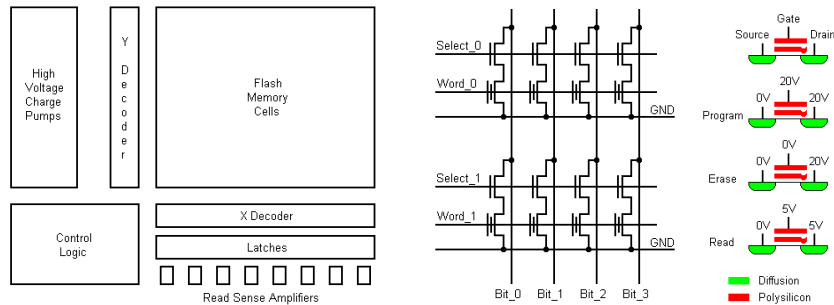 High
Voltage
Charge
Pumps
Y
D
e
c
o
d
e
r
Flash
Memory
Cells
Control
Logic
X Decoder
Latches
Read Sense Amplifiers
Select_0
Word_0
GND
Select_1
Word_1
GND
Bit_0 Bit_1 Bit_2 Bit_3
Gate
Source Drain
20V
0V 20V
Program
0V
0V 20V
Erase
5V
0V 5V
Read
Diffusion
Polysilicon